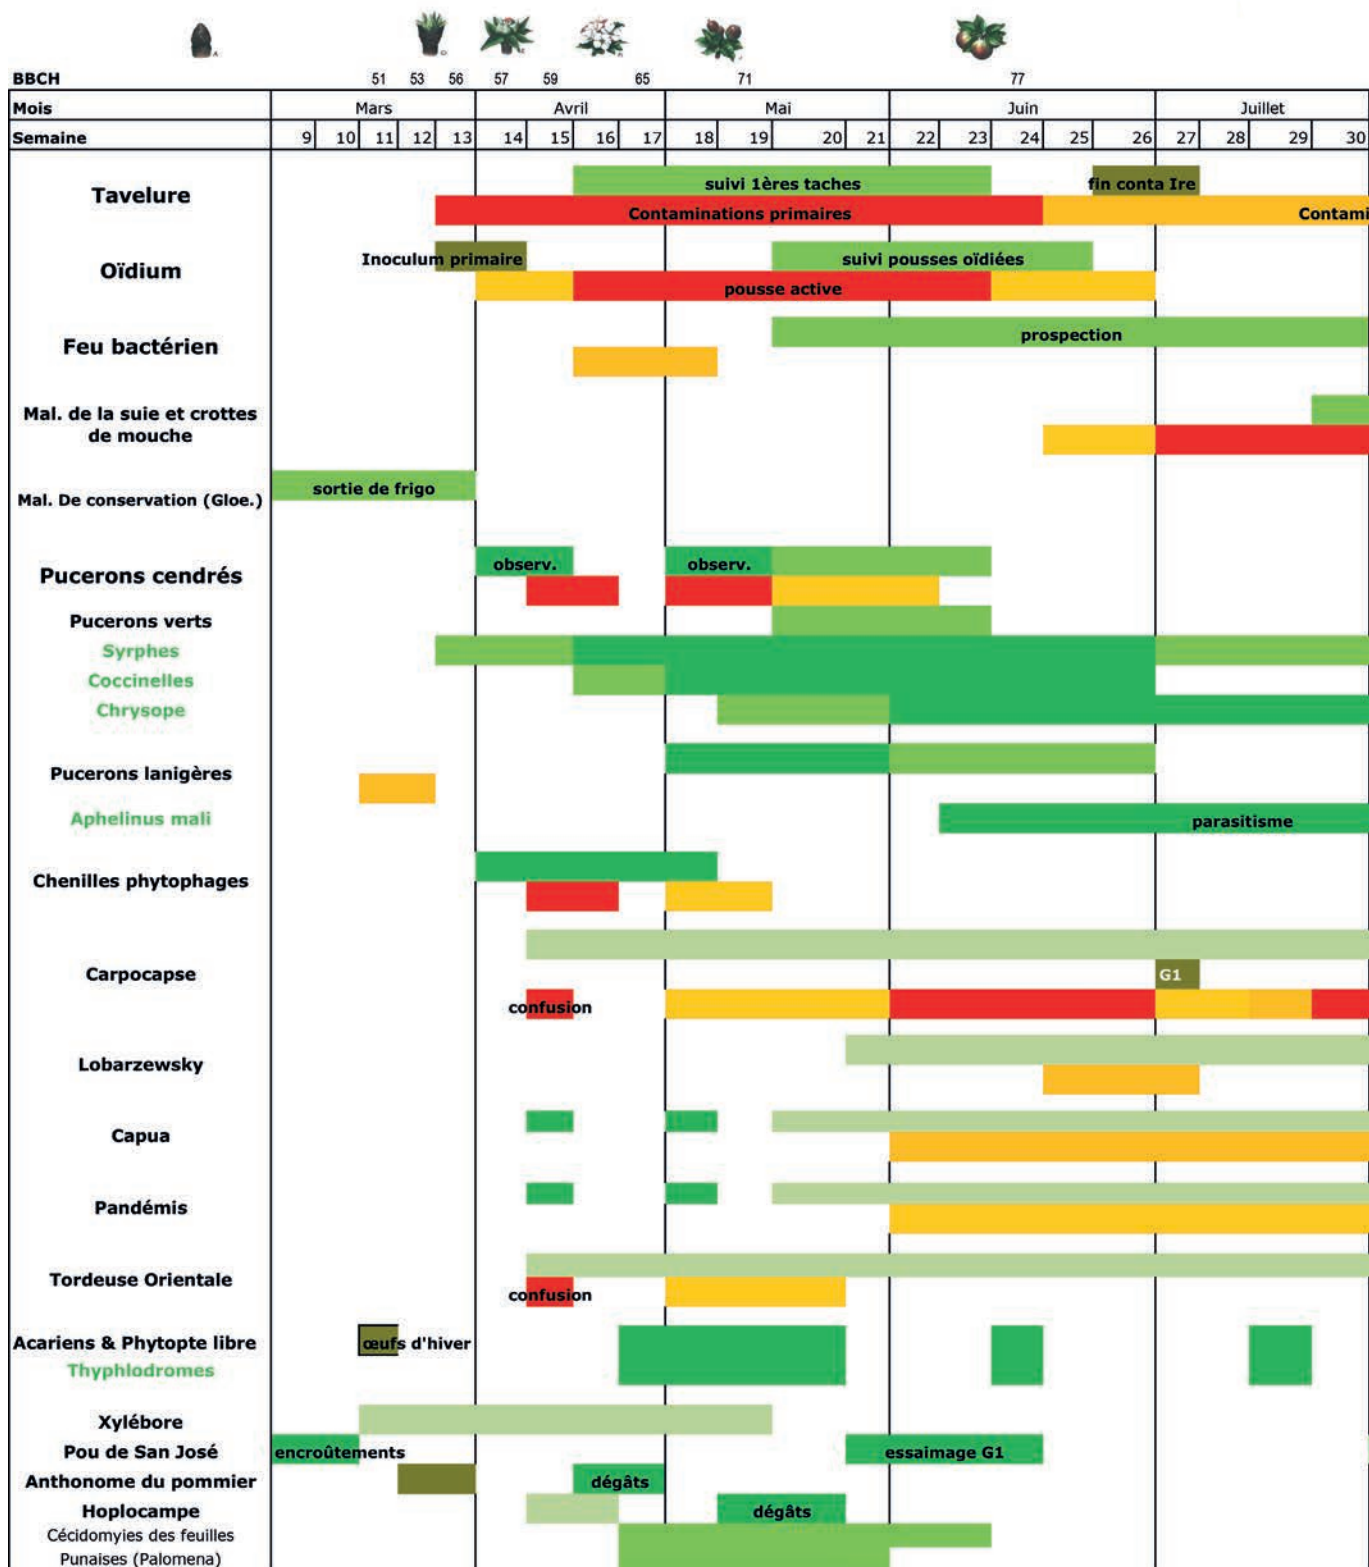 BBCH 51 53 56 57 59 65 71 77
Mois Mars Avril Mai Juin Juillet
Semaine 9 10 11 12 13 14 15 16 17 18 19 20 21 22 23 24 25 26 27 28 29 30
suivi 1ères taches fin conta Ire
Tavelure
Contaminations primaires Contami
Inoculum primaire suivi pousses oïdiées
Oïdium
pousse active
prospection
Feu bactérien
Mal. de la suie et crottes
de mouche
sortie de frigo
Mal. De conservation (Gloe.)
observ. observ.
Pucerons cendrés
Pucerons verts
Syrphes
Coccinelles
Chrysope
Pucerons lanigères
Aphelinus mali parasitisme
Chenilles phytophages
Carpocapse G1
confusion
Lobarzewsky
Capua
Pandémis
Tordeuse Orientale
confusion
Acariens & Phytopte libre œufs d'hiver
Thyphlodromes
Xylébore
Pou de San José encroûtements essaimage G1
Anthonome du pommier dégâts
Hoplocampe dégâts
Cécidomyies des feuilles
Punaises (Palomena)